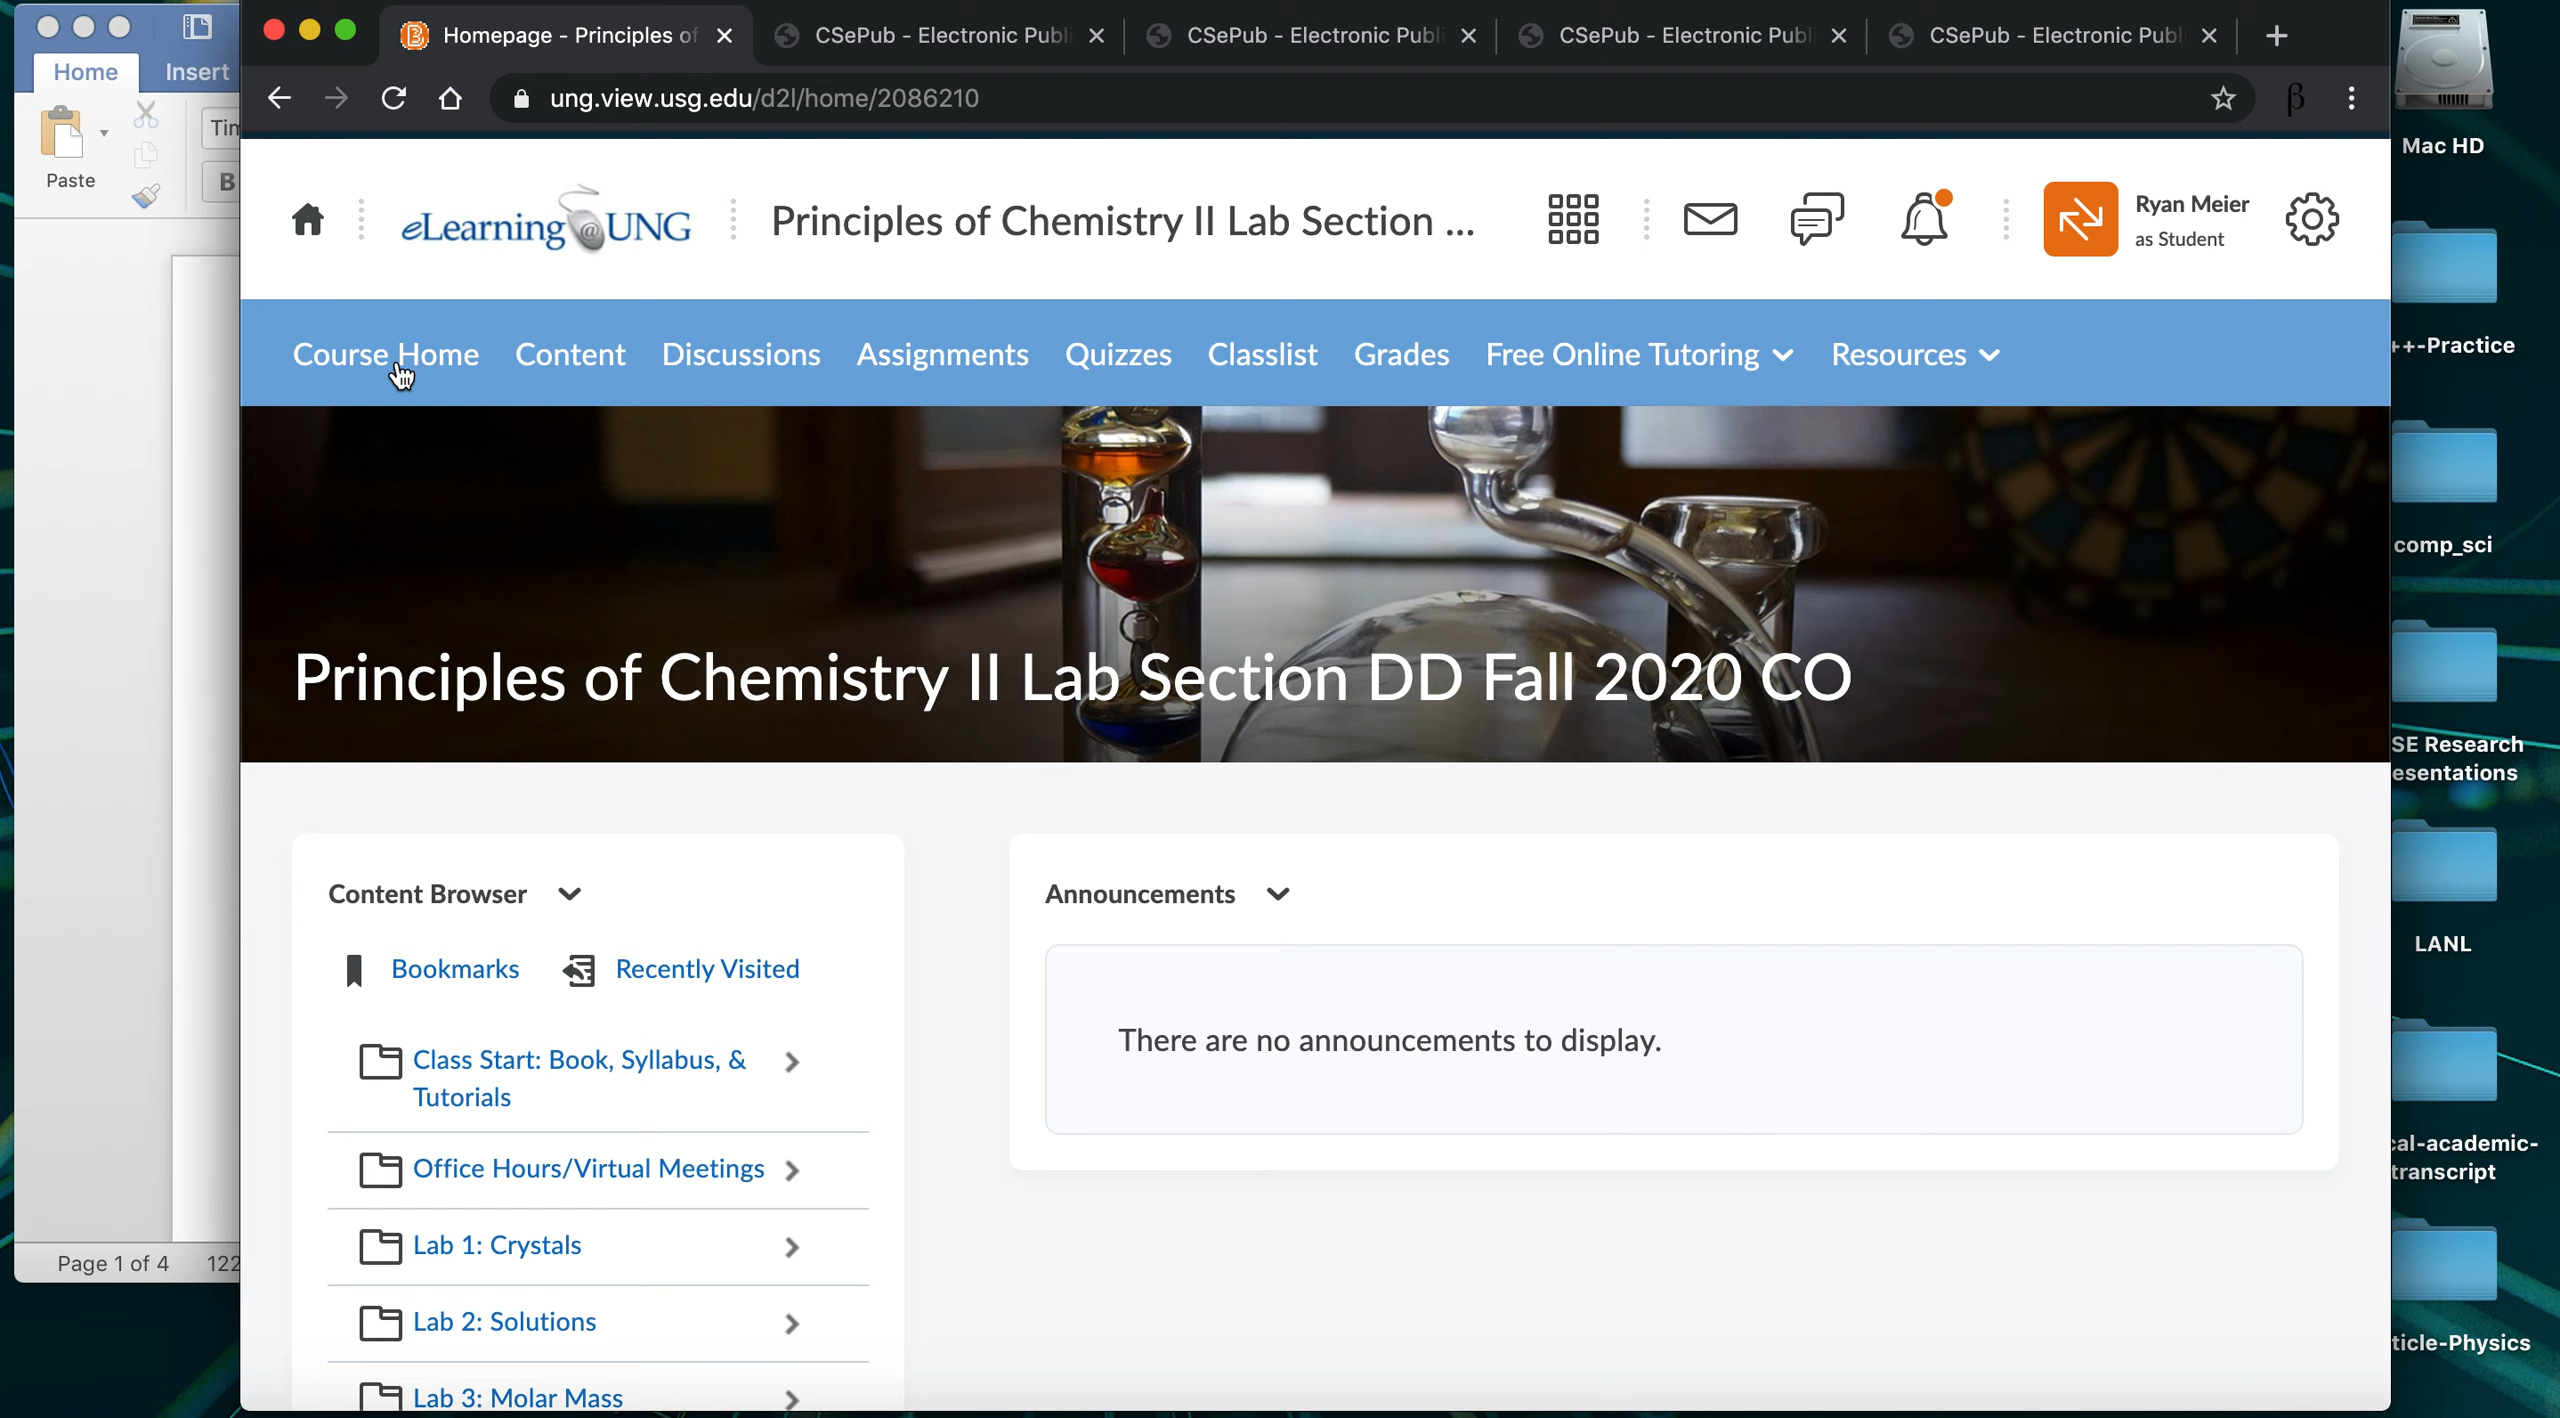 Home Insert
Paste
Tim
B
Page 1 of 4 122
Homepage - Principles of
CSePub - Electronic Publi
CSePub - Electronic Publi
CSePub - Electronic Publi
CSePub - Electronic Publi
ung.view.usg.edu/d2l/home/2086210
β
eLearning@UNG
Principles of Chemistry II Lab Section ...
Ryan Meier
as Student
Course Home Content Discussions Assignments Quizzes Classlist Grades Free Online Tutoring Resources
Principles of Chemistry II Lab Section DD Fall 2020 CO
Content Browser
Bookmarks Recently Visited
Class Start: Book, Syllabus, &
Tutorials
Office Hours/Virtual Meetings
Lab 1: Crystals
Lab 2: Solutions
Lab 3: Molar Mass
Announcements
There are no announcements to display.
Mac HD
++-Practice
comp_sci
SE Research
esentations
LANL
cal-academic-
transcript
ticle-Physics